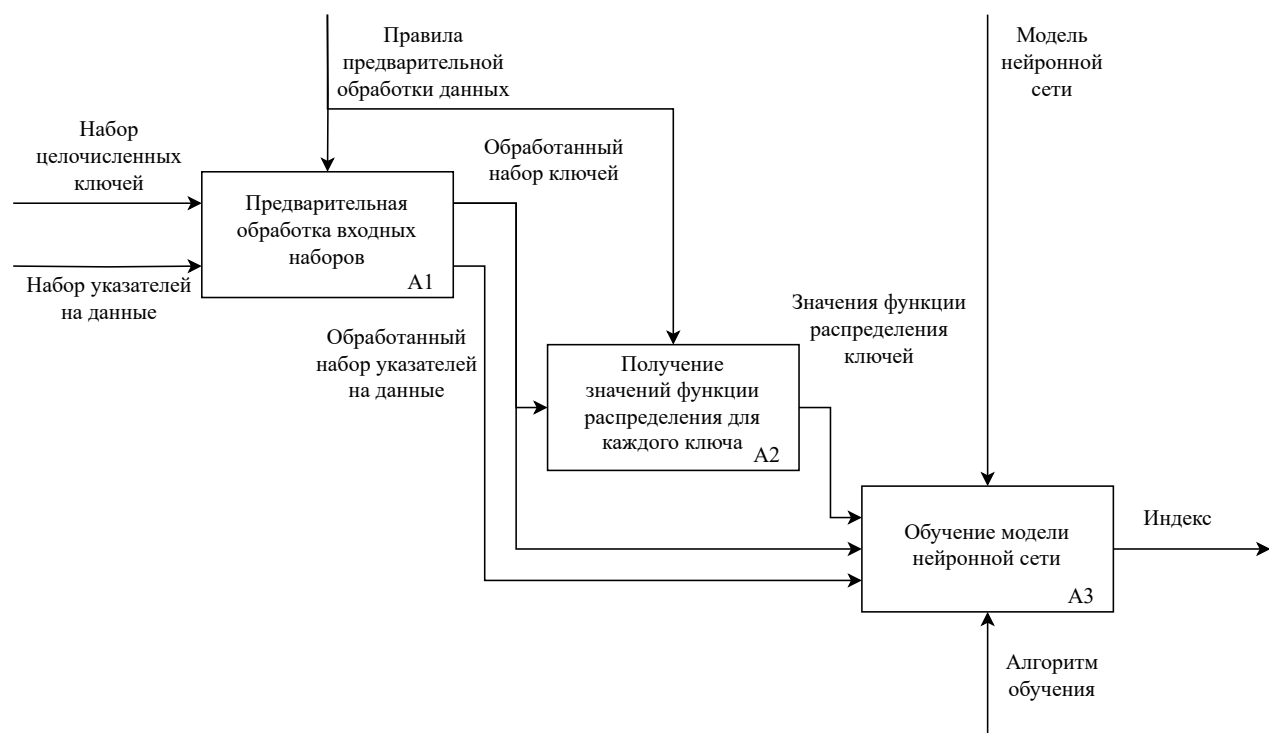 Правила
предварительной
обработки данных
Модель
нейронной
сети
Набор
целочисленных
ключей
Обработанный
набор ключей
Предварительная
обработка входных
наборов
A1
Набор указателей
на данные
Значения функции
распределения
ключей
Обработанный
набор указателей
на данные
Получение
значений функции
распределения для
каждого ключа
A2
Индекс
Обучение модели
нейронной сети
A3
Алгоритм
обучения